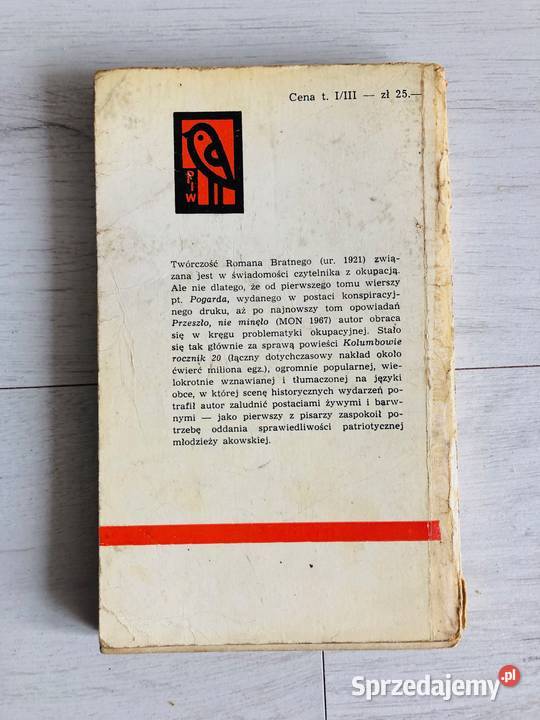 Cena t. I/III — zł 25.—
PIW
Twórczość Romana Bratnego (ur. 1921) zwią-
zana jest w świadomości czytelnika z okupacją.
Ale nie dlatego, że od pierwszego tomu wierszy
pt. Pogarda, wydanego w postaci konspiracyj-
nego druku, aż po najnowszy tom opowiadań
Przeszło, nie minęło (MON 1967) autor obraca
się w kręgu problematyki okupacyjnej. Stało
się tak głównie za sprawą powieści Kolumbowie
rocznik 20 (łączny dotychczasowy nakład około
ćwierć miliona egz.), ogromnie popularnej, wie-
lokrotnie wznawianej i tłumaczonej na języki
obce, w której scenę historycznych wydarzeń po-
trafił autor zaludnić postaciami żywymi i barw-
nymi — jako pierwszy z pisarzy zaspokoił po-
trzebę oddania sprawiedliwości patriotycznej
młodzieży akowskiej.
Sprzedajemy.pl